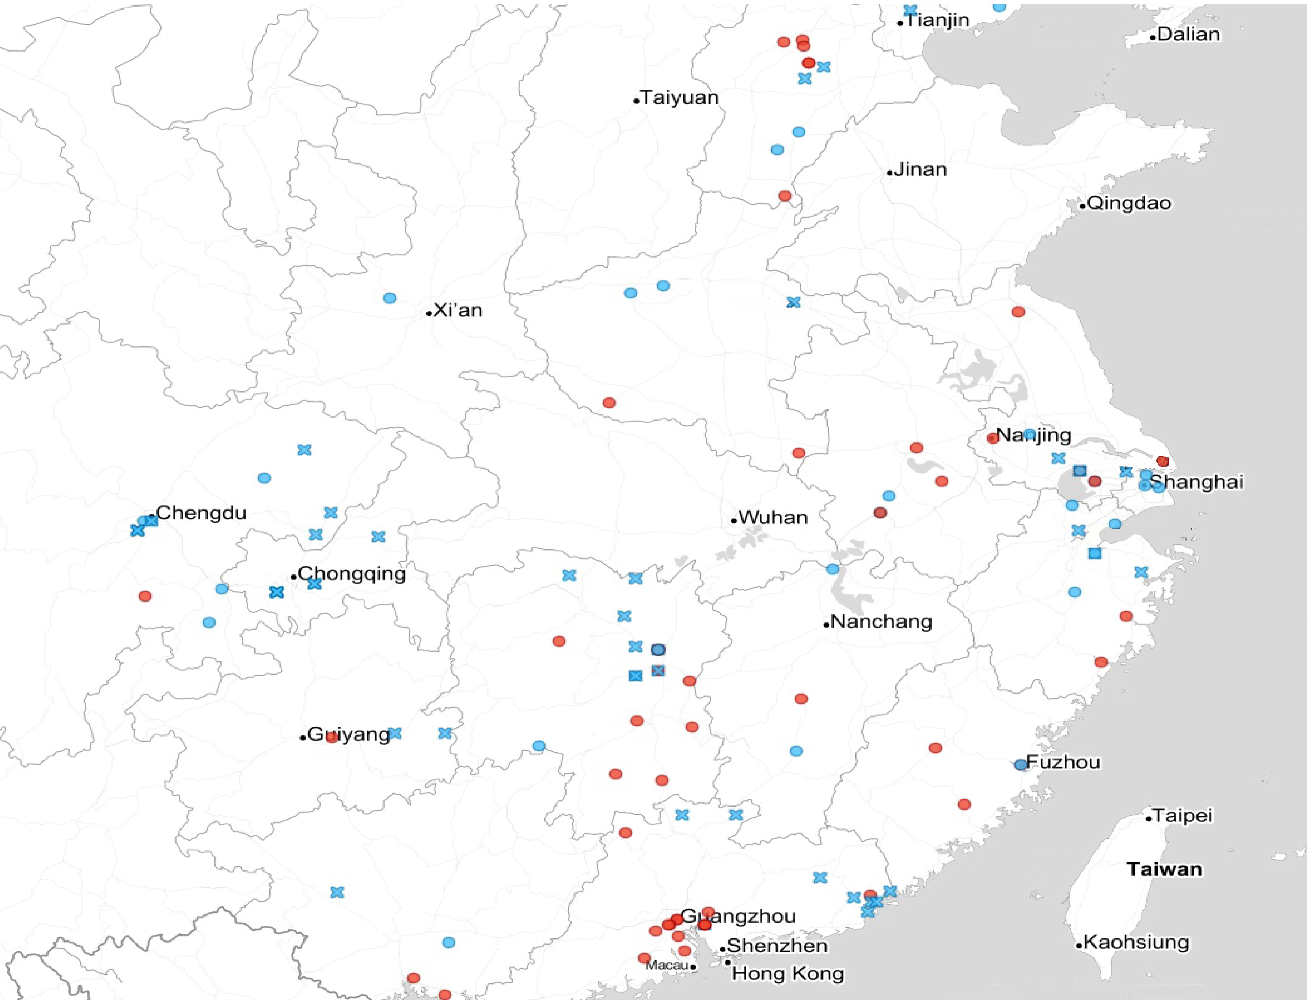 Tianjin
Dalian
Taiyuan
Jinan
Qingdao
Xi'an
Nanjing
Shanghai
Chengdu
Wuhan
Chongqing
Nanchang
Guiyang
Fuzhou
Taipei
Taiwan
Guangzhou
Shenzhen
Kaohsiung
Macau
Hong Kong